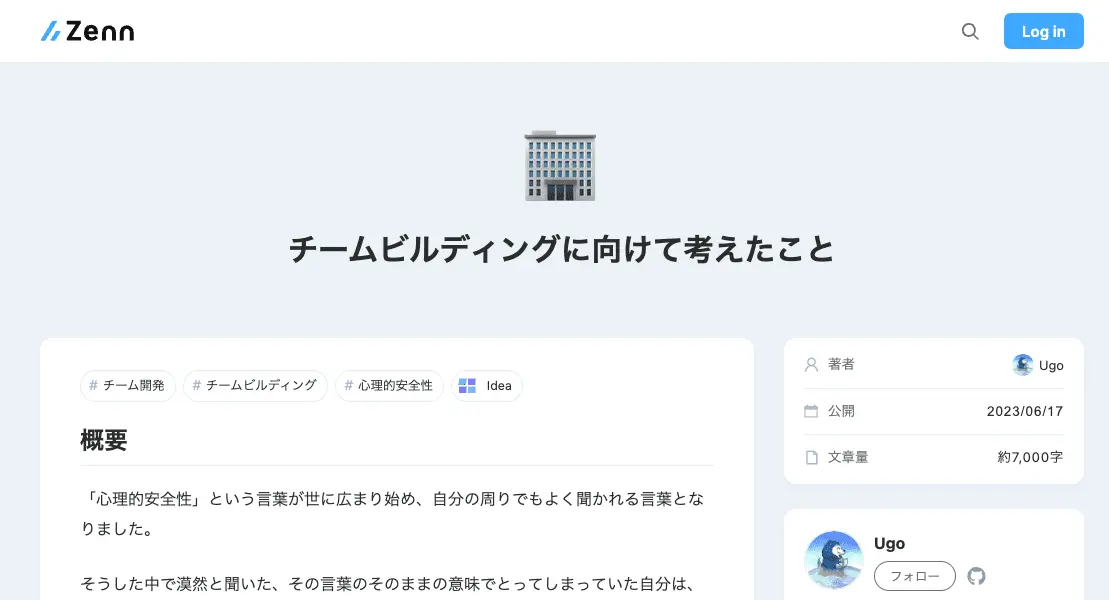 Zenn
Log in
チームビルディングに向けて考えたこと
# チーム開発 # チームビルディング # 心理的安全性 Idea
概要
「心理的安全性」という言葉が世に広まり始め、自分の周りでもよく聞かれる言葉とな
りました。
そうした中で漠然と聞いた、その言葉のそのままの意味でとってしまっていた自分は、
著者 Ugo
公開 2023/06/17
文章量 約7,000字
Ugo
フォロー